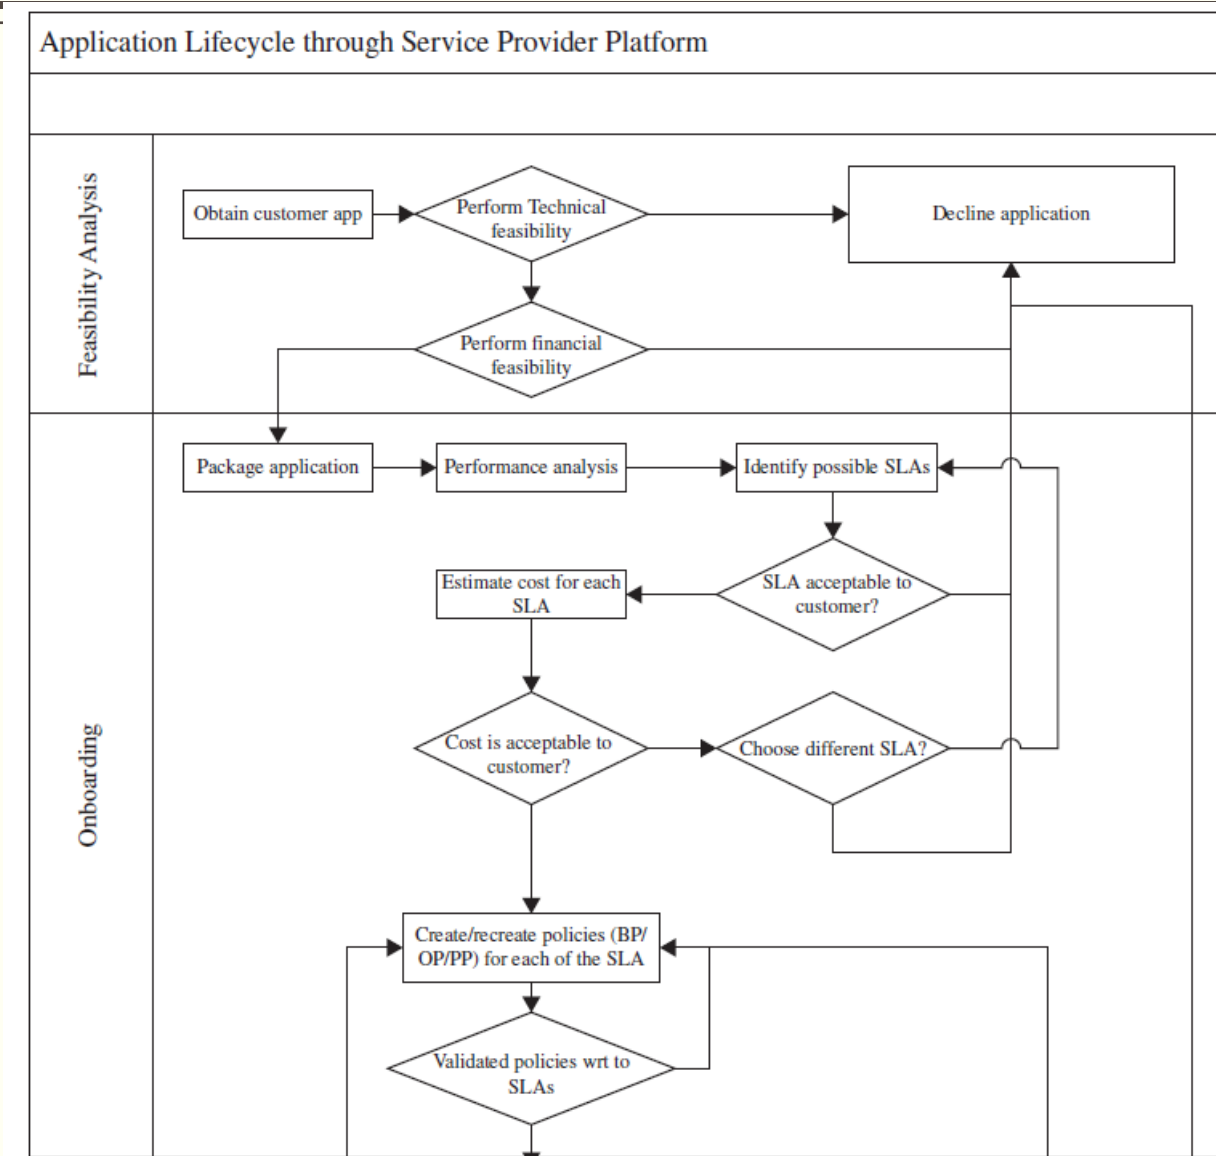 Application Lifecycle through Service Provider Platform
Feasibility Analysis
Obtain customer app
Perform Technical
feasibility
Decline application
Perform financial
feasibility
Onboarding
Package application
Performance analysis
Identify possible SLAs
Estimate cost for each
SLA
SLA acceptable to
customer?
Cost is acceptable to
customer?
Choose different SLA?
Create/recreate policies (BP/
OP/PP) for each of the SLA
Validated policies wrt to
SLAs